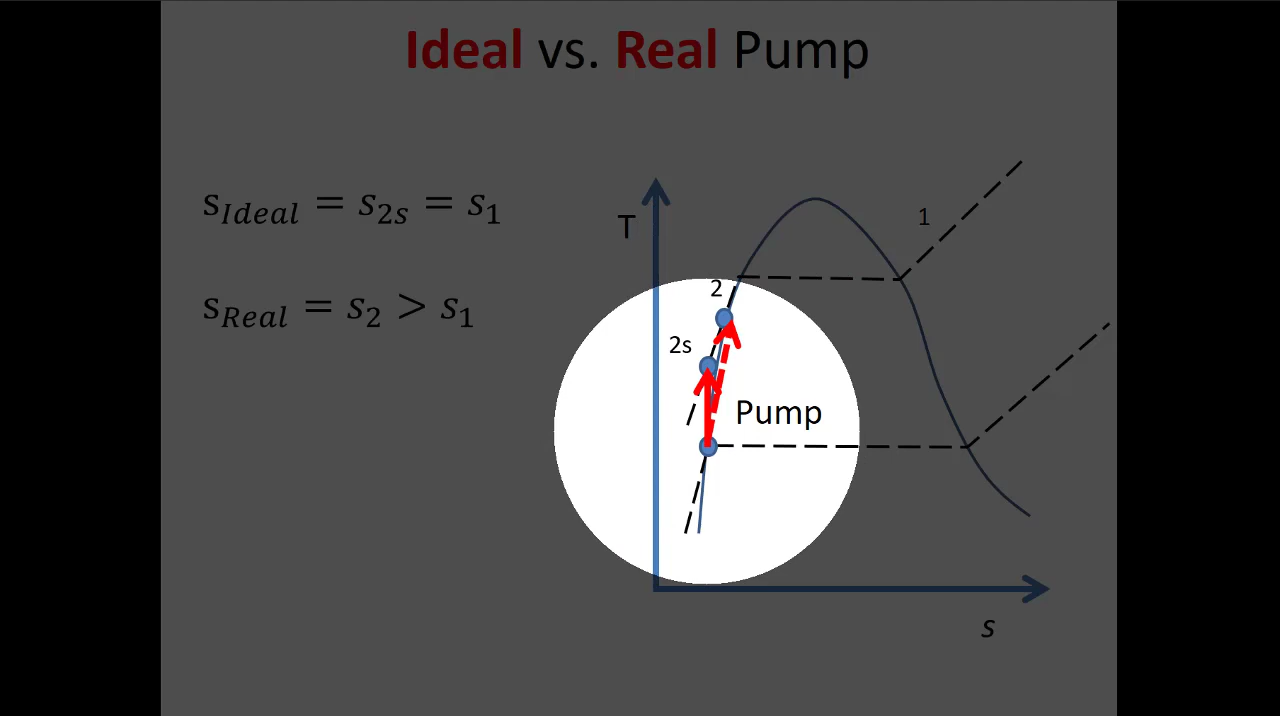 Ideal vs. Real Pump
s_Ideal = s_2s = s_1
s_Real = s_2 > s_1
T
1
2
2s
Pump
s